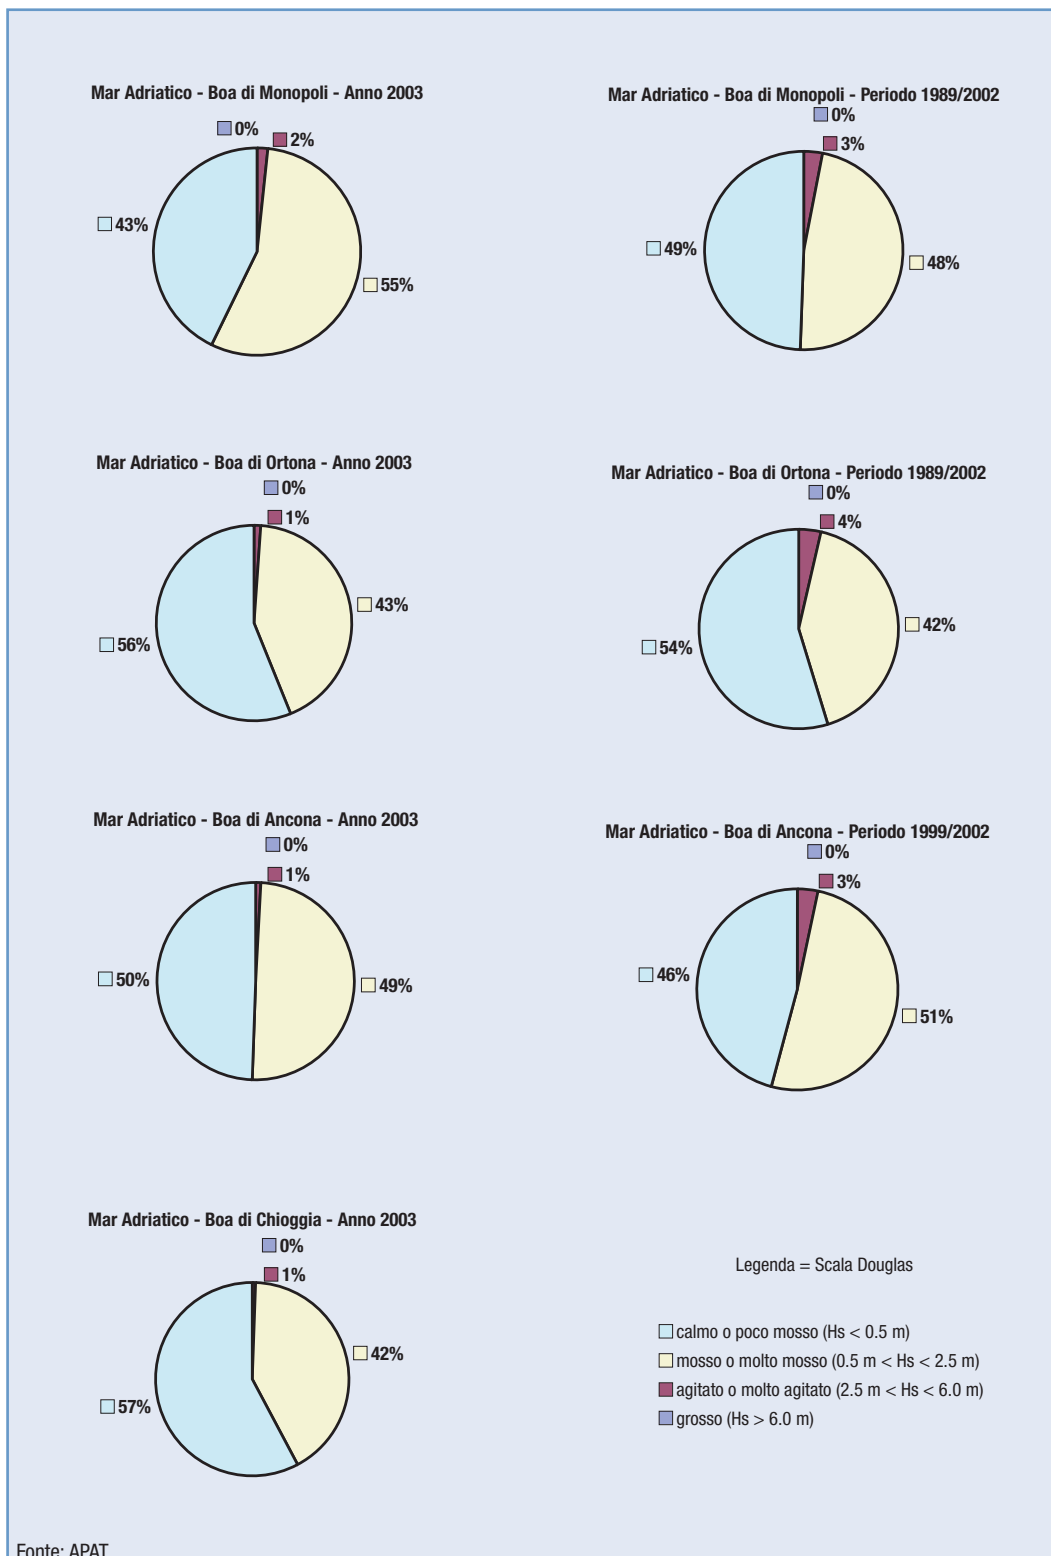 Mar Adriatico - Boa di Monopoli - Anno 2003
0%
2%
43%
55%
Mar Adriatico - Boa di Monopoli - Periodo 1989/2002
0%
3%
49%
48%
Mar Adriatico - Boa di Ortona - Anno 2003
0%
1%
43%
56%
Mar Adriatico - Boa di Ortona - Periodo 1989/2002
0%
4%
42%
54%
Mar Adriatico - Boa di Ancona - Anno 2003
0%
1%
50%
49%
Mar Adriatico - Boa di Ancona - Periodo 1999/2002
0%
3%
46%
51%
Mar Adriatico - Boa di Chioggia - Anno 2003
0%
1%
42%
57%
Legenda = Scala Douglas
calmo o poco mosso (Hs < 0.5 m)
mosso o molto mosso (0.5 m < Hs < 2.5 m)
agitato o molto agitato (2.5 m < Hs < 6.0 m)
grosso (Hs > 6.0 m)
Fonte: APAT